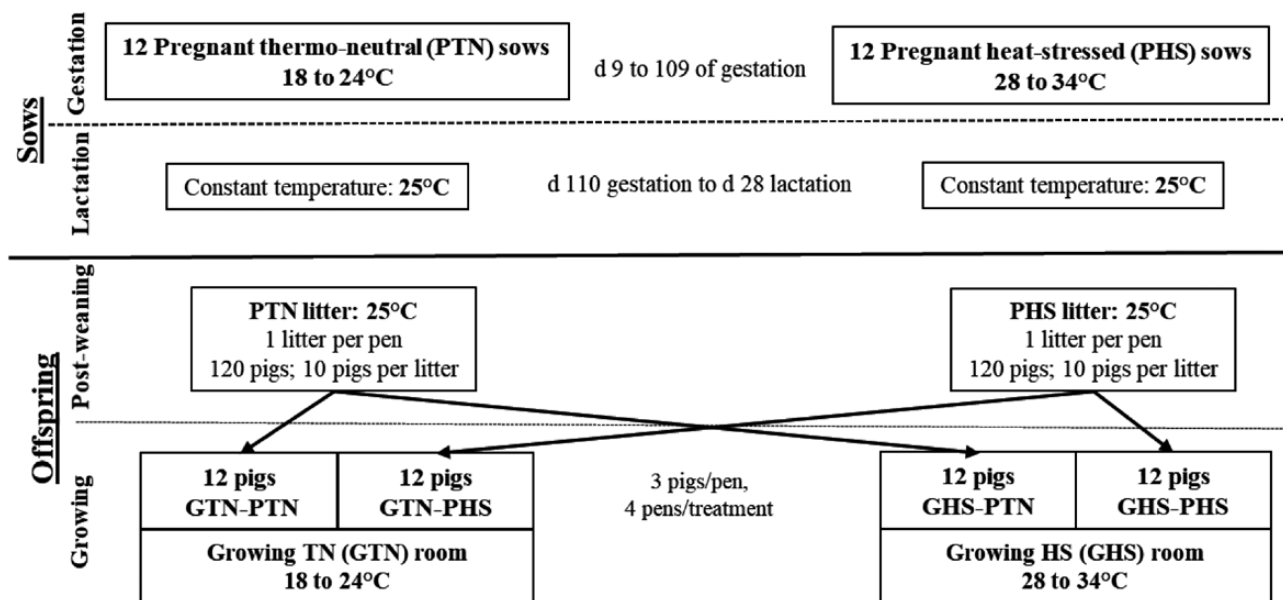 Sows
Gestation
12 Pregnant thermo-neutral (PTN) sows
18 to 24°C
d 9 to 109 of gestation
12 Pregnant heat-stressed (PHS) sows
28 to 34°C
Lactation
Constant temperature: 25°C
d 110 gestation to d 28 lactation
Constant temperature: 25°C
Offspring
Post-weaning
PTN litter: 25°C
1 litter per pen
120 pigs; 10 pigs per litter
PHS litter: 25°C
1 litter per pen
120 pigs; 10 pigs per litter
Growing
12 pigs
GTN-PTN
12 pigs
GTN-PHS
3 pigs/pen,
4 pens/treatment
12 pigs
GHS-PTN
12 pigs
GHS-PHS
Growing TN (GTN) room
18 to 24°C
Growing HS (GHS) room
28 to 34°C